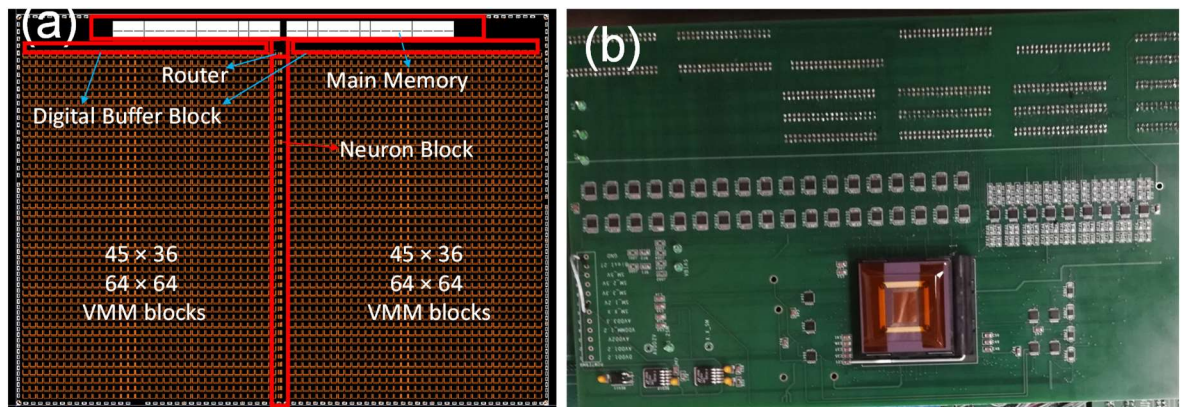 (a)
Router
Main Memory
Digital Buffer Block
Neuron Block
45 × 36
64 × 64
VMM blocks
45 × 36
64 × 64
VMM blocks
(b)
GND